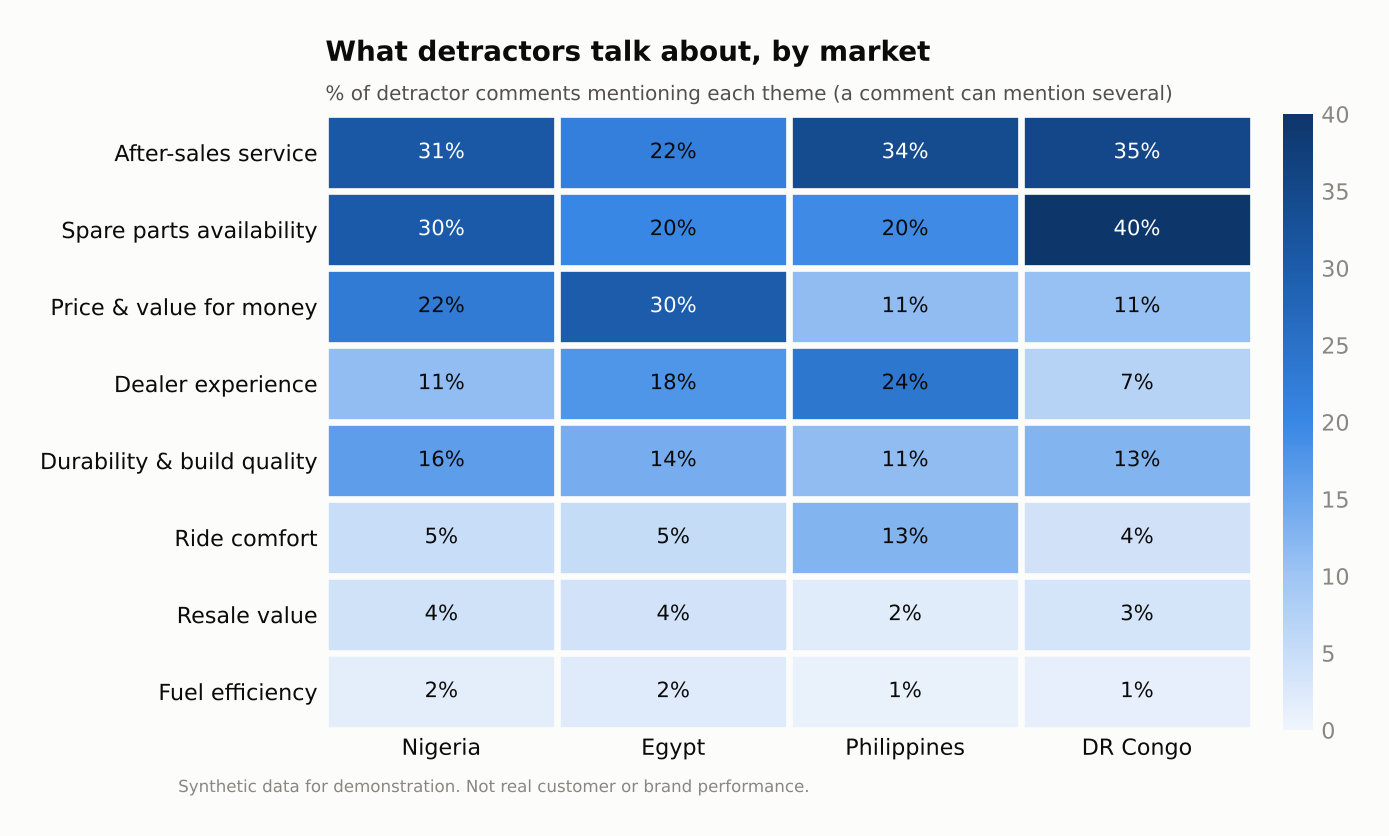 What detractors talk about, by market
% of detractor comments mentioning each theme (a comment can mention several)
After-sales service 31% 22% 34% 35%
Spare parts availability 30% 20% 20% 40%
Price & value for money 22% 30% 11% 11%
Dealer experience 11% 18% 24% 7%
Durability & build quality 16% 14% 11% 13%
Ride comfort 5% 5% 13% 4%
Resale value 4% 4% 2% 3%
Fuel efficiency 2% 2% 1% 1%
Nigeria Egypt Philippines DR Congo
40
35
30
25
20
15
10
5
0
Synthetic data for demonstration. Not real customer or brand performance.